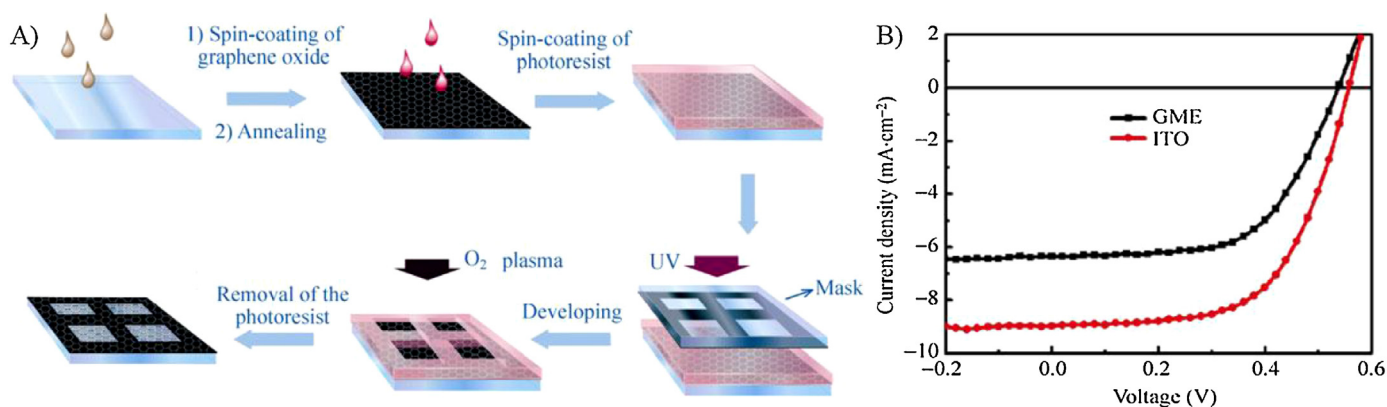 A)
1) Spin-coating of
graphene oxide
2) Annealing
Spin-coating of
photoresist
UV
Mask
Developing
O₂ plasma
Removal of the
photoresist
B)
Current density (mA·cm⁻²)
2
0
−2
−4
−6
−8
−10
GME
ITO
−0.2
0.0
0.2
0.4
0.6
Voltage (V)